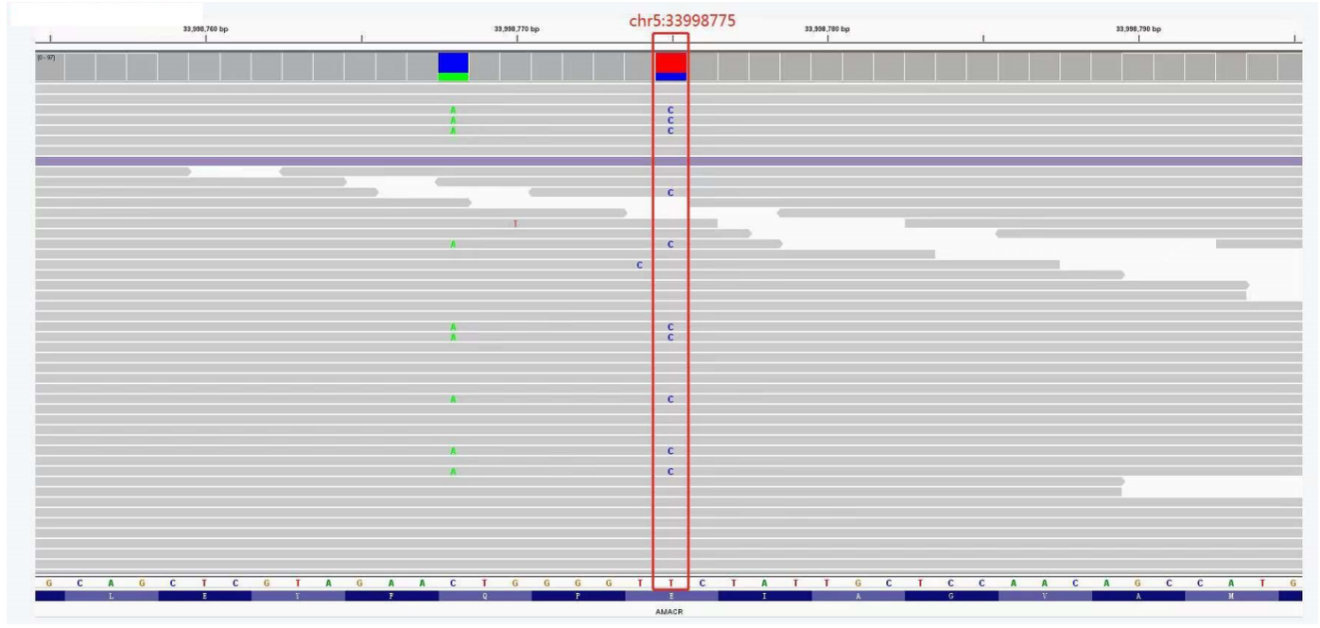 chr5:33998775
33,998,760 bp 33,998,770 bp 33,998,780 bp 33,998,790 bp
[0 - 97]
A C
A C
A C
C
T
A C
C
A C
A C
A C
A C
A C
G C A G C T C G T A G A A C T G G G G T T C T A T T G C T C C A A C A G C C A T G
L E Y F Q P E I A G V A M
AMACR